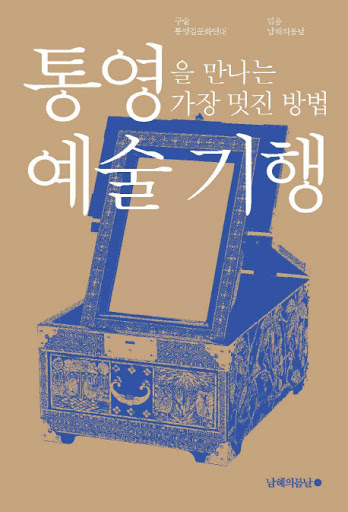 구술 엮음
통영길문화연대 남해의봄날
통영을 만나는
가장 멋진 방법
예술 기행
남해의봄날